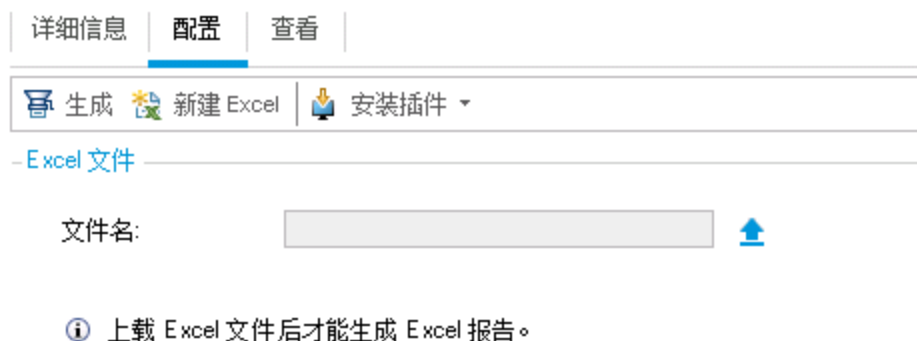 详细信息 配置 查看
生成 新建 Excel 安装插件
Excel 文件
文件名:
上载 Excel 文件后才能生成 Excel 报告。